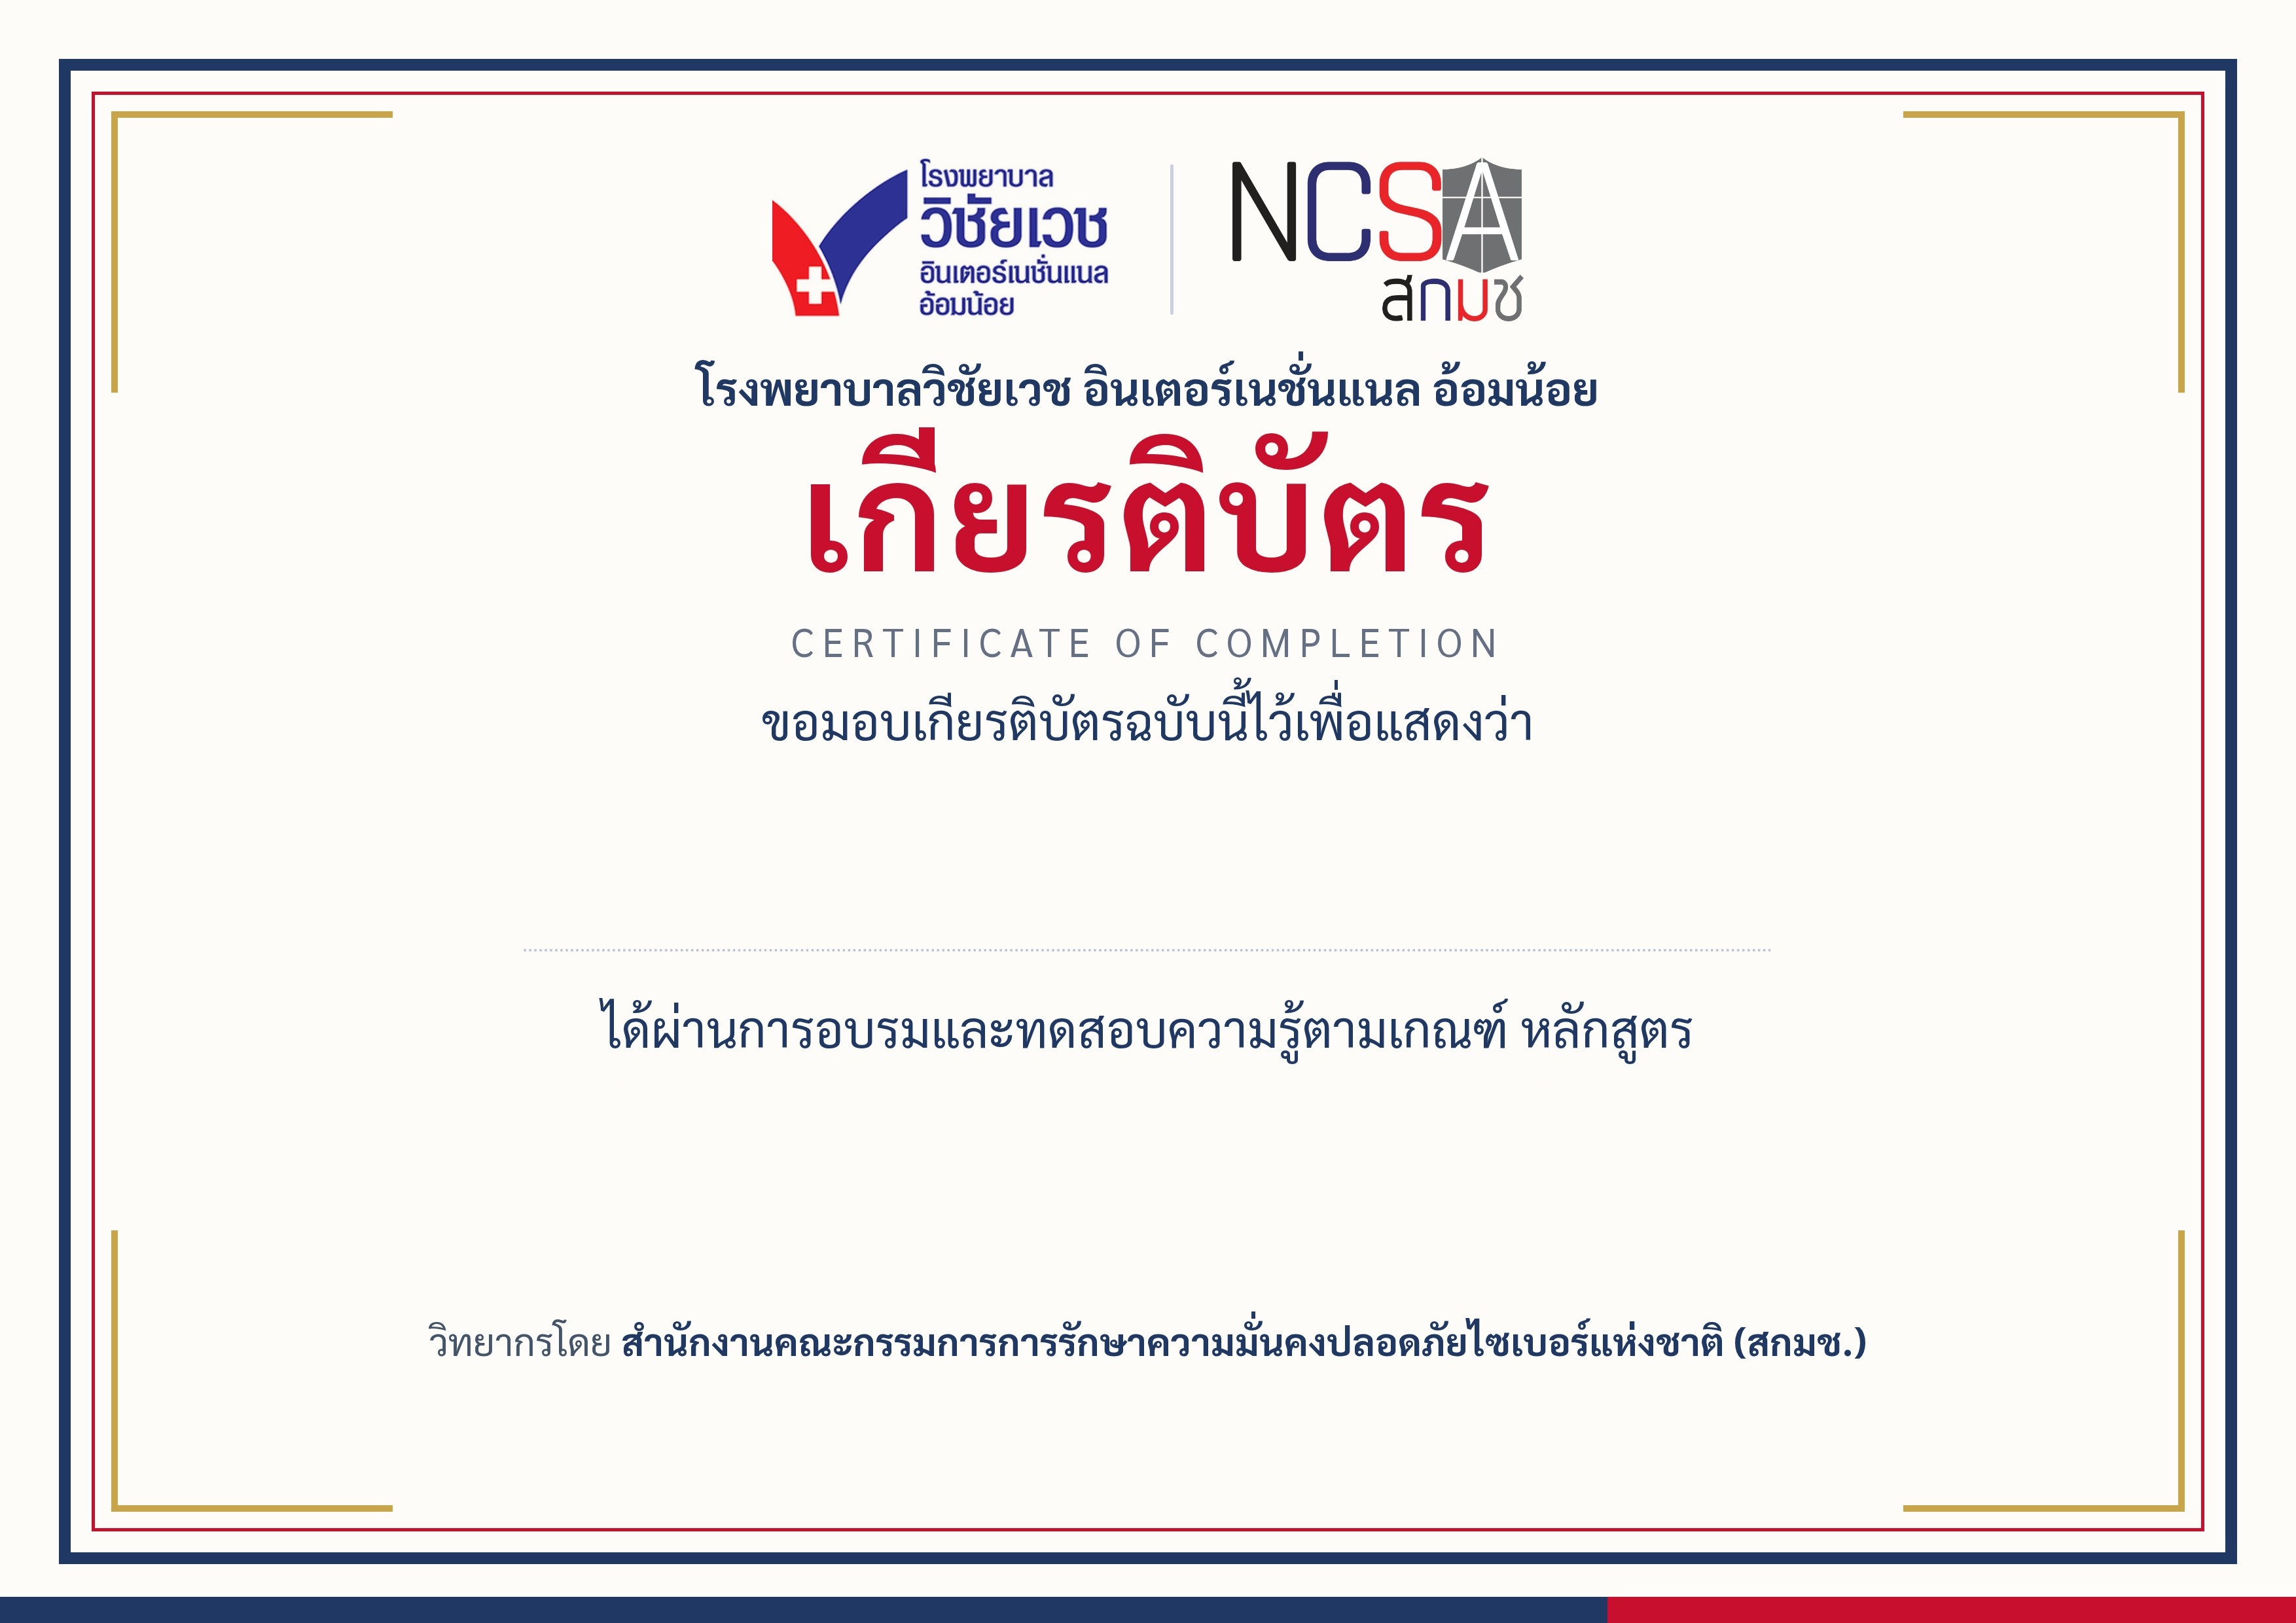 โรงพยาบาล
วิชัยเวช
อินเตอร์เนชั่นแนล
อ้อมน้อย
NCSA
สกมช
โรงพยาบาลวิชัยเวช อินเตอร์เนชั่นแนล อ้อมน้อย
เกียรติบัตร
CERTIFICATE OF COMPLETION
ขอมอบเกียรติบัตรฉบับนี้ไว้เพื่อแสดงว่า
ได้ผ่านการอบรมและทดสอบความรู้ตามเกณฑ์ หลักสูตร
วิทยากรโดย สำนักงานคณะกรรมการการรักษาความมั่นคงปลอดภัยไซเบอร์แห่งชาติ (สกมช.)